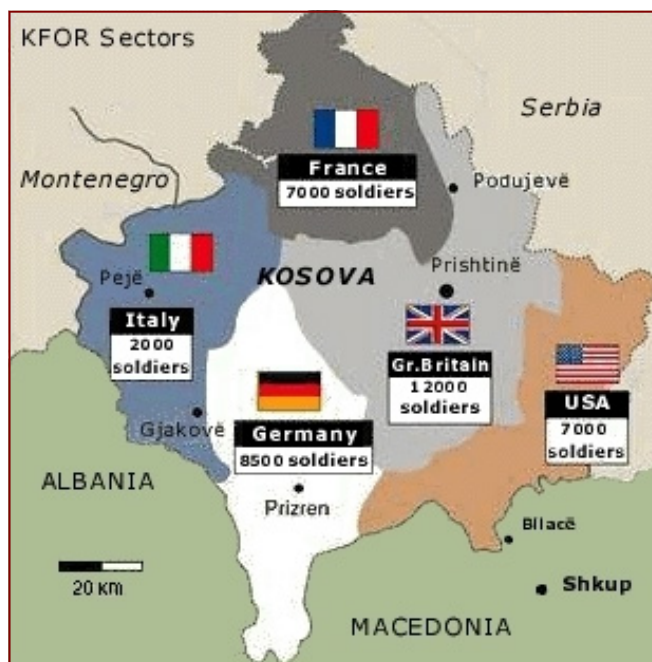 KFOR Sectors
Serbia
France
7000 soldiers
Montenegro
Podujevë
KOSOVA
Prishtinë
Pejë
Italy
2000
soldiers
Gr.Britain
12000
soldiers
USA
7000
soldiers
Gjakovë
Germany
8500 soldiers
ALBANIA
Prizren
Bllacë
20 KM
Shkup
MACEDONIA